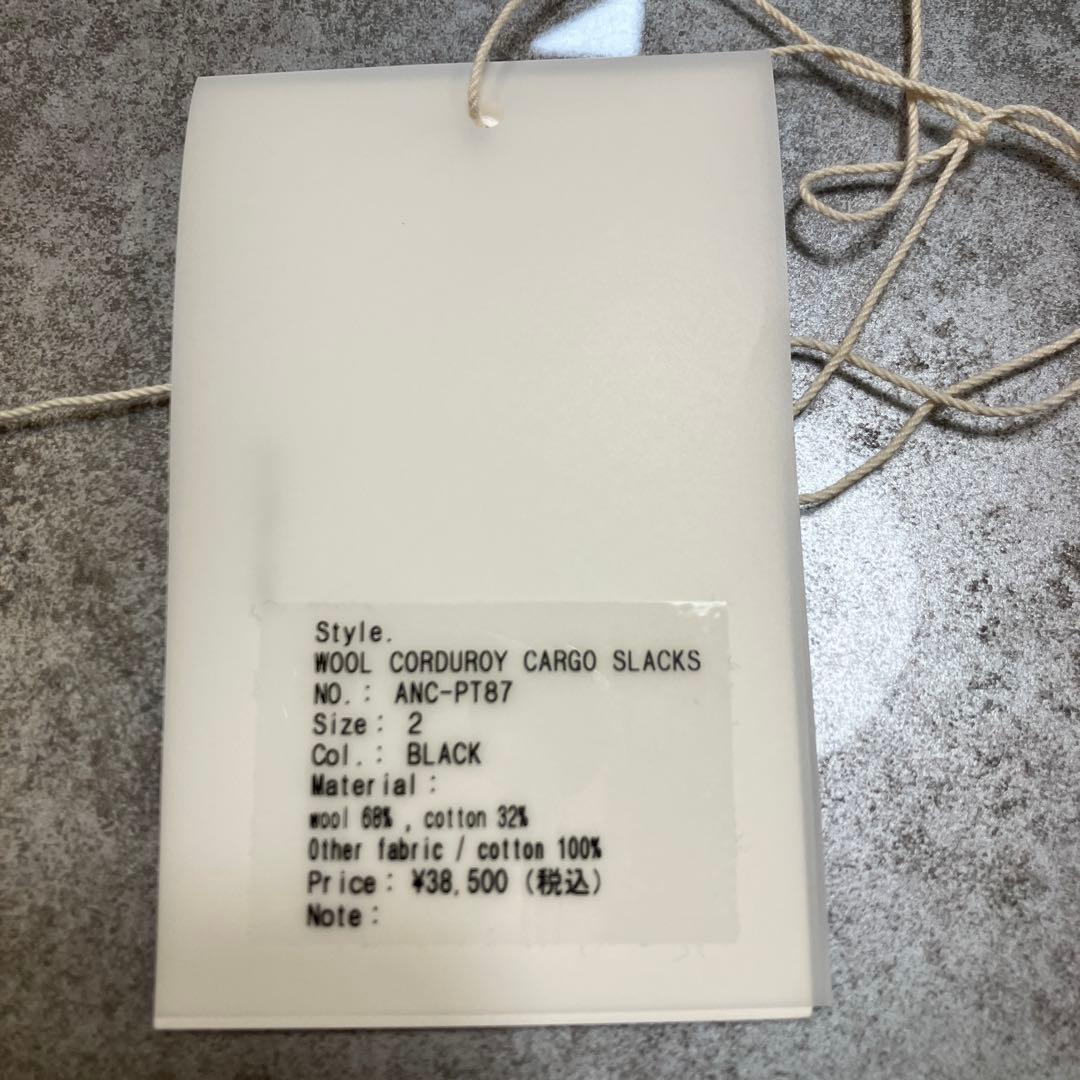 Style.
WOOL CORDUROY CARGO SLACKS
NO.: ANC-PT87
Size: 2
Col.: BLACK
Material:
wool 68%, cotton 32%
Other fabric / cotton 100%
Price: ¥38,500 (税込)
Note: